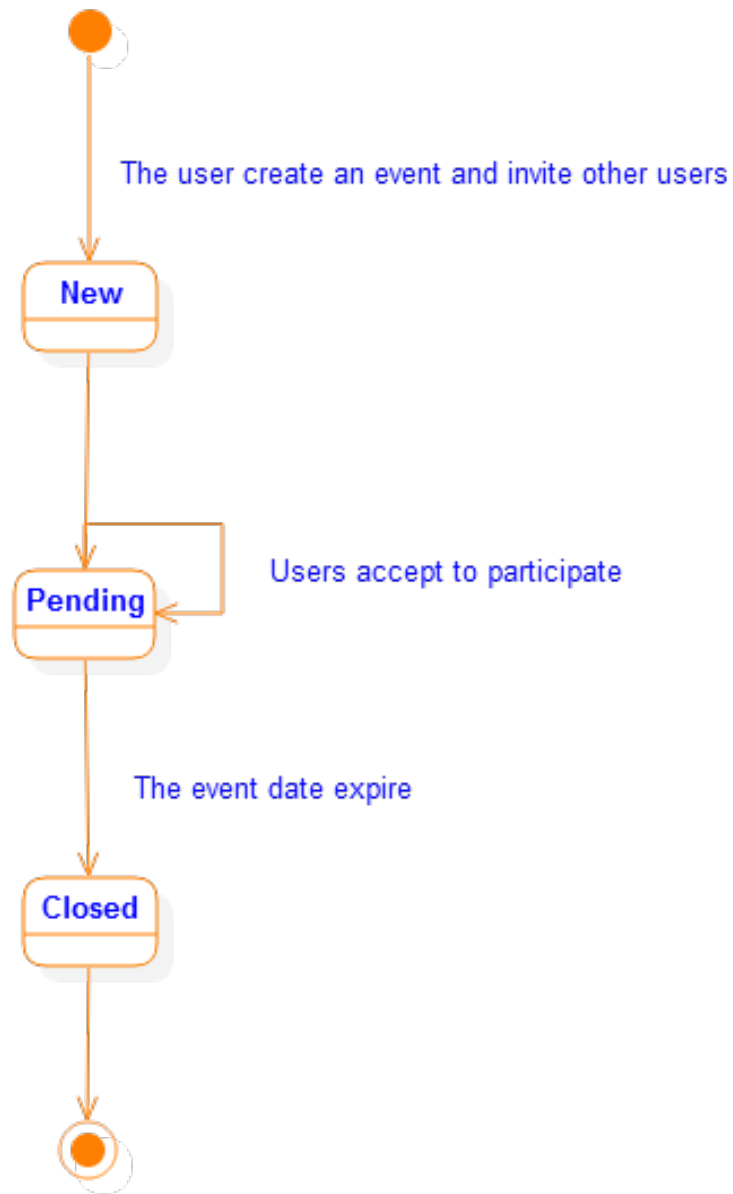 The user create an event and invite other users
New
Users accept to participate
Pending
The event date expire
Closed